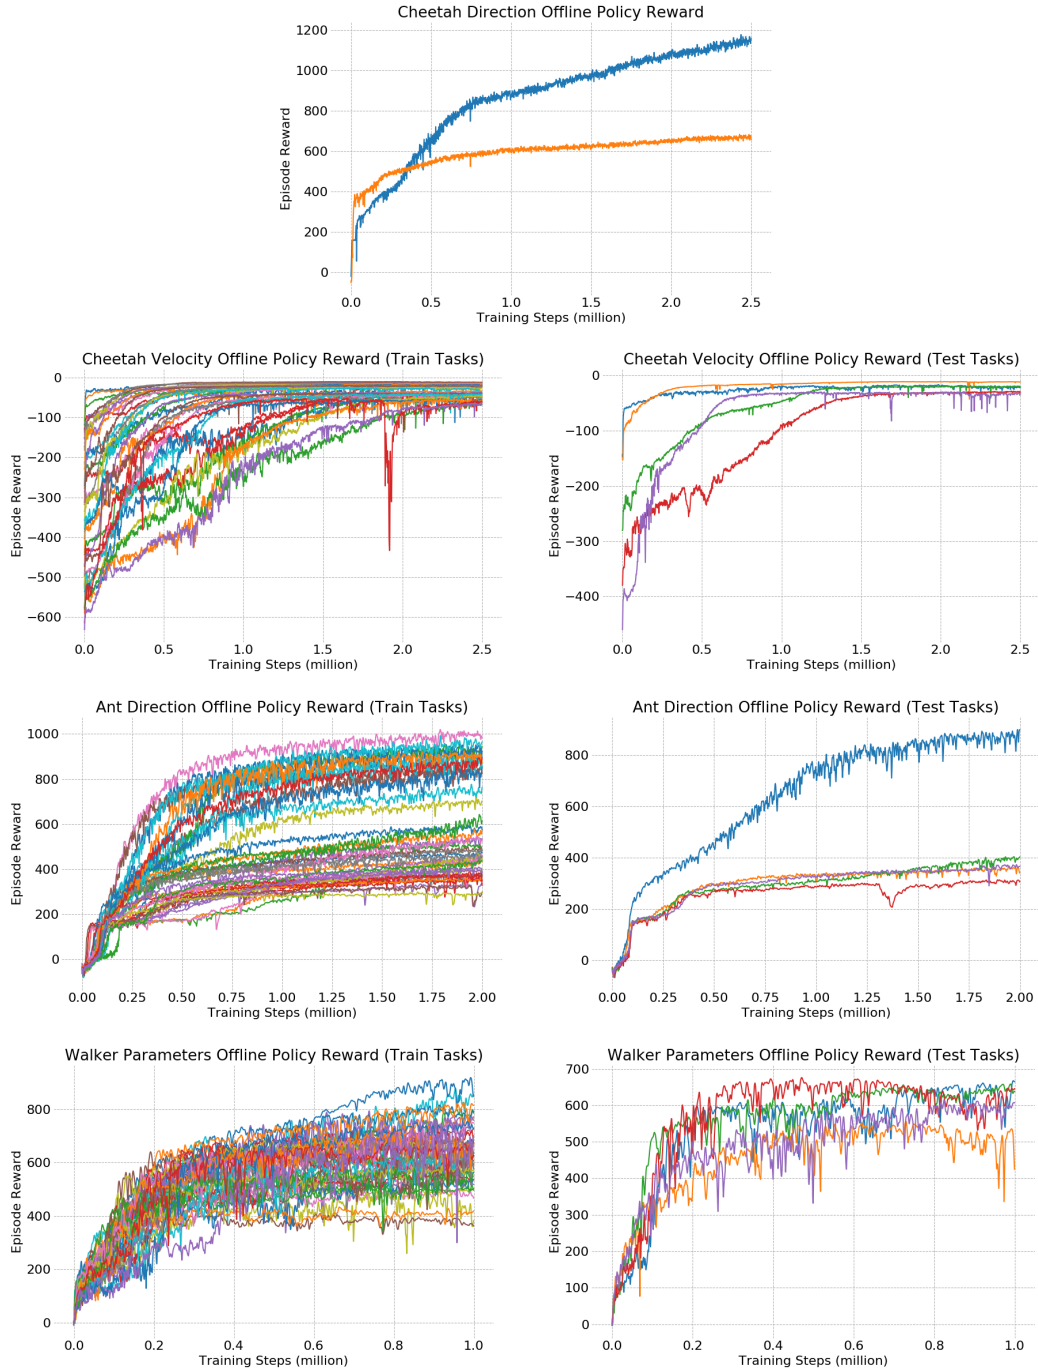 Cheetah Direction Offline Policy Reward
1200
1000
800
600
400
200
0
Episode Reward
0.0 0.5 1.0 1.5 2.0 2.5
Training Steps (million)
Cheetah Velocity Offline Policy Reward (Train Tasks)
0
−100
−200
−300
−400
−500
−600
Episode Reward
0.0 0.5 1.0 1.5 2.0 2.5
Training Steps (million)
Cheetah Velocity Offline Policy Reward (Test Tasks)
0
−100
−200
−300
−400
Episode Reward
0.0 0.5 1.0 1.5 2.0 2.5
Training Steps (million)
Ant Direction Offline Policy Reward (Train Tasks)
1000
800
600
400
200
0
Episode Reward
0.00 0.25 0.50 0.75 1.00 1.25 1.50 1.75 2.00
Training Steps (million)
Ant Direction Offline Policy Reward (Test Tasks)
800
600
400
200
0
Episode Reward
0.00 0.25 0.50 0.75 1.00 1.25 1.50 1.75 2.00
Training Steps (million)
Walker Parameters Offline Policy Reward (Train Tasks)
800
600
400
200
0
Episode Reward
0.0 0.2 0.4 0.6 0.8 1.0
Training Steps (million)
Walker Parameters Offline Policy Reward (Test Tasks)
700
600
500
400
300
200
100
0
Episode Reward
0.0 0.2 0.4 0.6 0.8 1.0
Training Steps (million)